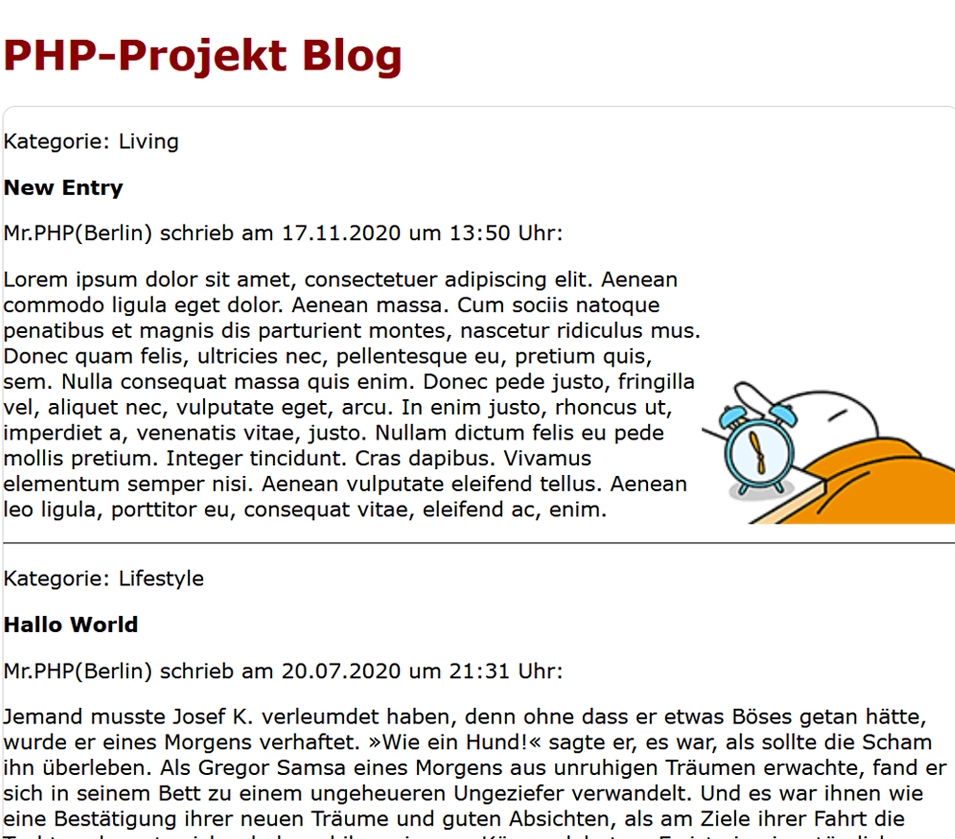 PHP-Projekt Blog
Kategorie: Living
New Entry
Mr.PHP(Berlin) schrieb am 17.11.2020 um 13:50 Uhr:
Lorem ipsum dolor sit amet, consectetuer adipiscing elit. Aenean
commodo ligula eget dolor. Aenean massa. Cum sociis natoque
penatibus et magnis dis parturient montes, nascetur ridiculus mus.
Donec quam felis, ultricies nec, pellentesque eu, pretium quis,
sem. Nulla consequat massa quis enim. Donec pede justo, fringilla
vel, aliquet nec, vulputate eget, arcu. In enim justo, rhoncus ut,
imperdiet a, venenatis vitae, justo. Nullam dictum felis eu pede
mollis pretium. Integer tincidunt. Cras dapibus. Vivamus
elementum semper nisi. Aenean vulputate eleifend tellus. Aenean
leo ligula, porttitor eu, consequat vitae, eleifend ac, enim.
Kategorie: Lifestyle
Hallo World
Mr.PHP(Berlin) schrieb am 20.07.2020 um 21:31 Uhr:
Jemand musste Josef K. verleumdet haben, denn ohne dass er etwas Böses getan hätte,
wurde er eines Morgens verhaftet. »Wie ein Hund!« sagte er, es war, als sollte die Scham
ihn überleben. Als Gregor Samsa eines Morgens aus unruhigen Träumen erwachte, fand er
sich in seinem Bett zu einem ungeheueren Ungeziefer verwandelt. Und es war ihnen wie
eine Bestätigung ihrer neuen Träume und guten Absichten, als am Ziele ihrer Fahrt die